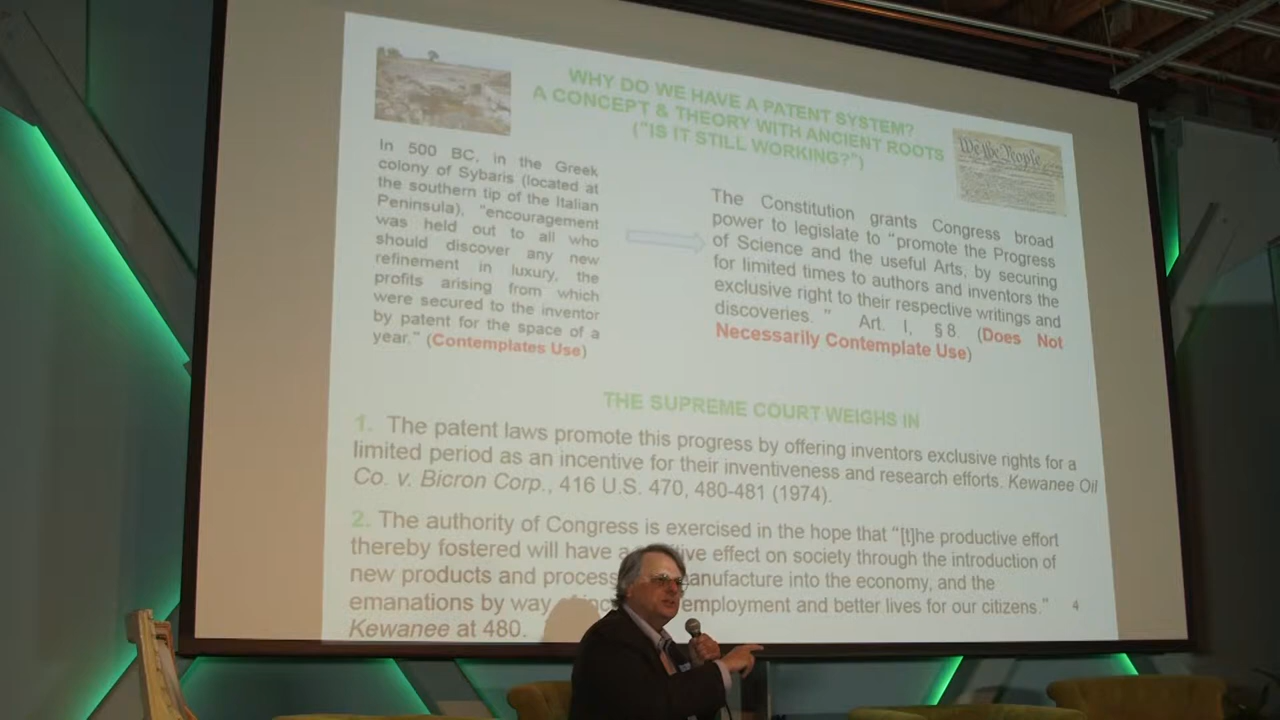 WHY DO WE HAVE A PATENT SYSTEM?
A CONCEPT & THEORY WITH ANCIENT ROOTS
("IS IT STILL WORKING?")
In 500 BC, in the Greek
colony of Sybaris (located at
the southern tip of the Italian
Peninsula), "encouragement
was held out to all who
should discover any new
refinement in luxury, the
profits arising from which
were secured to the inventor
by patent for the space of a
year." (Contemplates Use)
We the People
The Constitution grants Congress broad
power to legislate to "promote the Progress
of Science and the useful Arts, by securing
for limited times to authors and inventors the
exclusive right to their respective writings and
discoveries. " Art. I, § 8. (Does Not
Necessarily Contemplate Use)
THE SUPREME COURT WEIGHS IN
1. The patent laws promote this progress by offering inventors exclusive rights for a
limited period as an incentive for their inventiveness and research efforts. Kewanee Oil
Co. v. Bicron Corp., 416 U.S. 470, 480-481 (1974).
2. The authority of Congress is exercised in the hope that "[t]he productive effort
thereby fostered will have a effect on society through the introduction of
new products and manufacture into the economy, and the
emanations by way employment and better lives for our citizens."
Kewanee at 480.
4